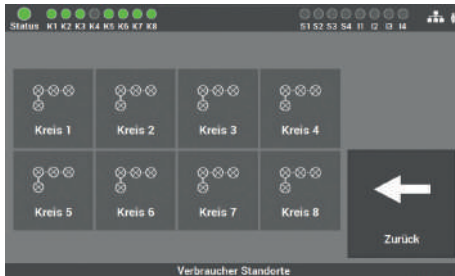 Status K1 K2 K3 K4 K5 K6 K7 K8 S1 S2 S3 S4 I1 I2 I3 I4
Kreis 1 Kreis 2 Kreis 3 Kreis 4
Kreis 5 Kreis 6 Kreis 7 Kreis 8
Zurück
Verbraucher Standorte